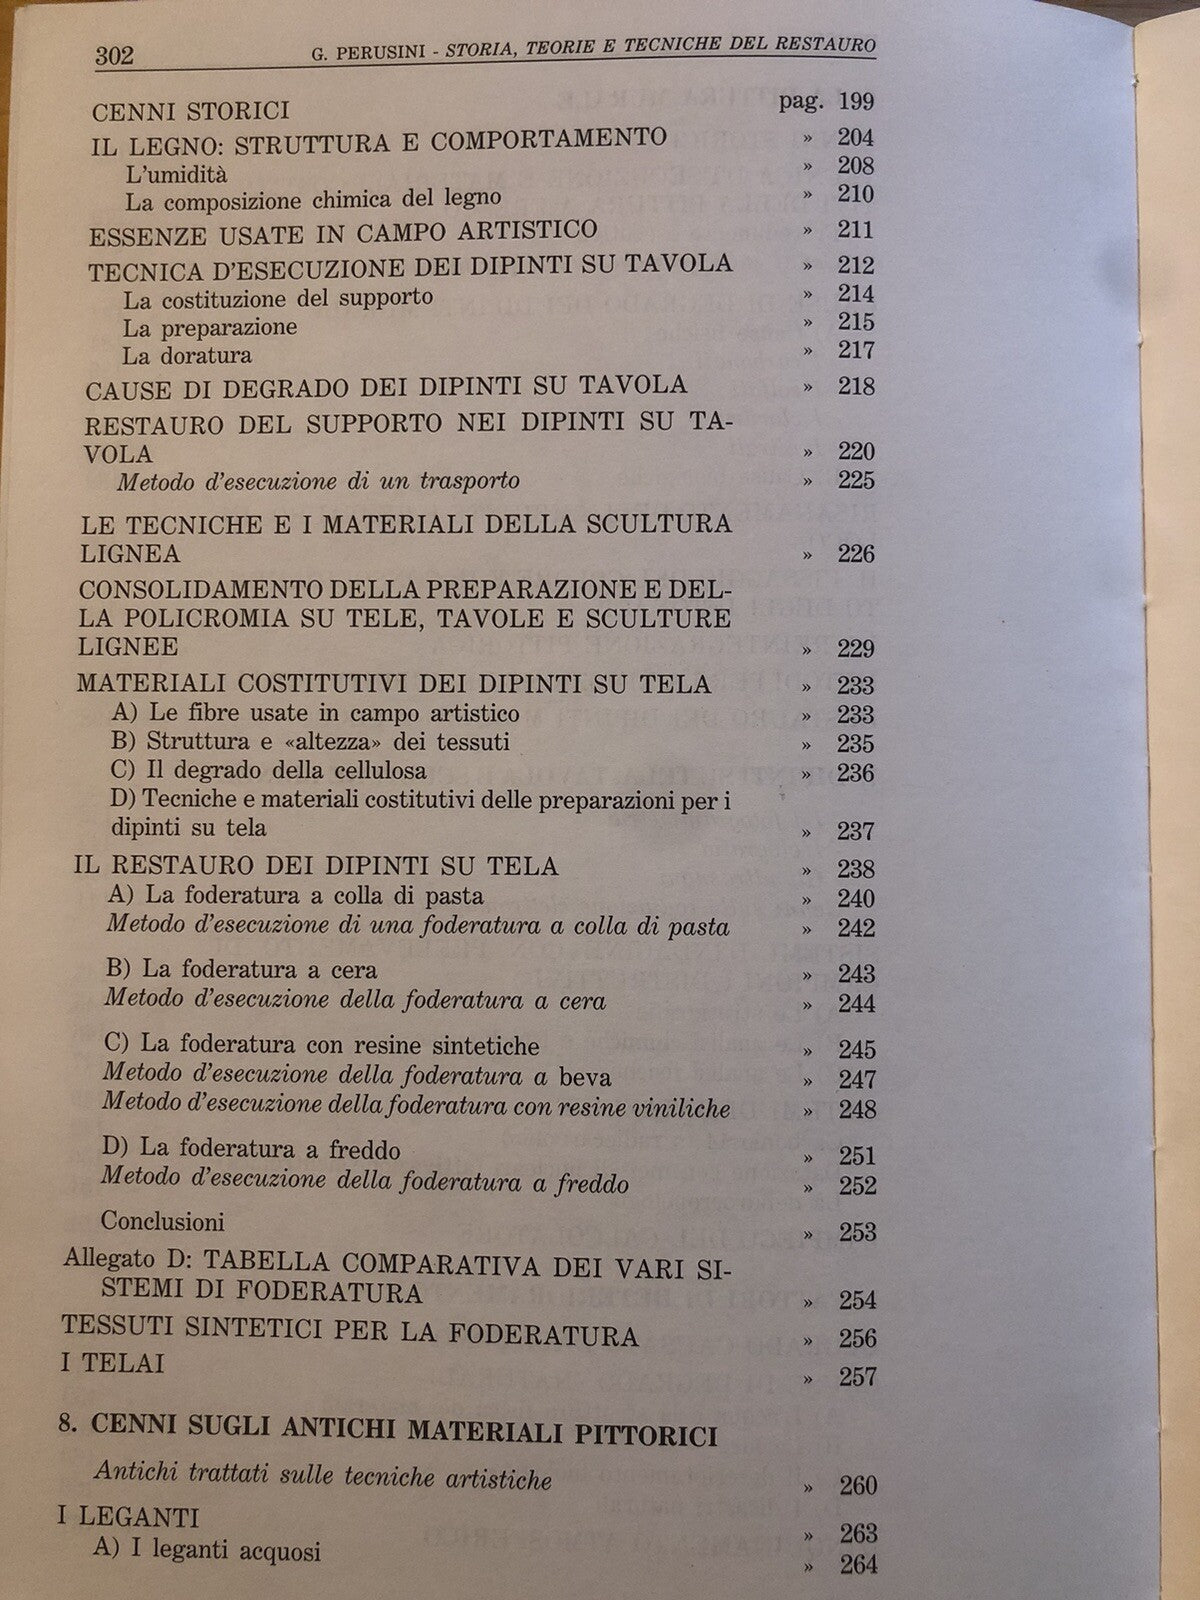 302 G. PERUSINI - STORIA, TEORIE E TECNICHE DEL RESTAURO
CENNI STORICI pag. 199
IL LEGNO: STRUTTURA E COMPORTAMENTO » 204
L'umidità » 208
La composizione chimica del legno » 210
ESSENZE USATE IN CAMPO ARTISTICO » 211
TECNICA D'ESECUZIONE DEI DIPINTI SU TAVOLA » 212
La costituzione del supporto » 214
La preparazione » 215
La doratura » 217
CAUSE DI DEGRADO DEI DIPINTI SU TAVOLA » 218
RESTAURO DEL SUPPORTO NEI DIPINTI SU TA-
VOLA » 220
Metodo d'esecuzione di un trasporto » 225
LE TECNICHE E I MATERIALI DELLA SCULTURA
LIGNEA » 226
CONSOLIDAMENTO DELLA PREPARAZIONE E DEL-
LA POLICROMIA SU TELE, TAVOLE E SCULTURE
LIGNEE » 229
MATERIALI COSTITUTIVI DEI DIPINTI SU TELA » 233
A) Le fibre usate in campo artistico » 233
B) Struttura e «altezza» dei tessuti » 235
C) Il degrado della cellulosa » 236
D) Tecniche e materiali costitutivi delle preparazioni per i
dipinti su tela » 237
IL RESTAURO DEI DIPINTI SU TELA » 238
A) La foderatura a colla di pasta » 240
Metodo d'esecuzione di una foderatura a colla di pasta » 242
B) La foderatura a cera » 243
Metodo d'esecuzione della foderatura a cera » 244
C) La foderatura con resine sintetiche » 245
Metodo d'esecuzione della foderatura a beva » 247
Metodo d'esecuzione della foderatura con resine viniliche » 248
D) La foderatura a freddo » 251
Metodo d'esecuzione della foderatura a freddo » 252
Conclusioni » 253
Allegato D: TABELLA COMPARATIVA DEI VARI SI-
STEMI DI FODERATURA » 254
TESSUTI SINTETICI PER LA FODERATURA » 256
I TELAI » 257
8. CENNI SUGLI ANTICHI MATERIALI PITTORICI
Antichi trattati sulle tecniche artistiche » 260
I LEGANTI » 263
A) I leganti acquosi » 264